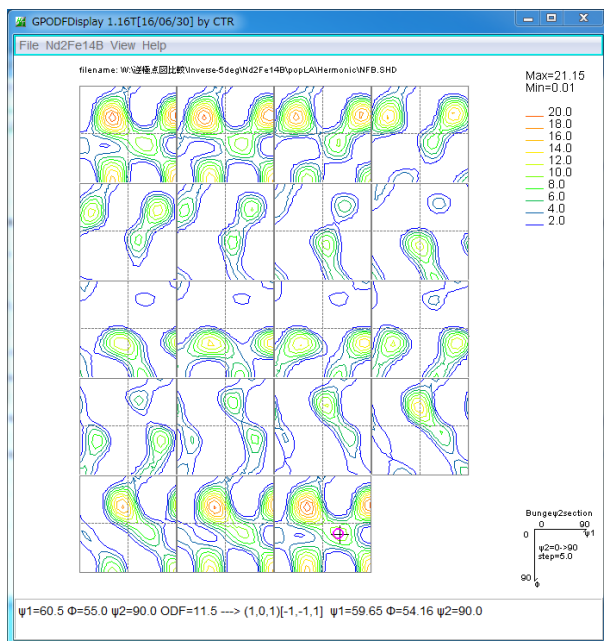 GPODFDisplay 1.16T[16/06/30] by CTR
File Nd2Fe14B View Help
filename: W:\逆極点図比較\Inverse-5deg\Nd2Fe14B\popLA\Hermonic\NFB.SHD
Max=21.15
Min=0.01
20.0
18.0
16.0
14.0
12.0
10.0
8.0
6.0
4.0
2.0
Bungeψ2section
0 90
0 ψ1
ψ2=0->90
step=5.0
90
Φ
ψ1=60.5 Φ=55.0 ψ2=90.0 ODF=11.5 ---> (1,0,1)[-1,-1,1] ψ1=59.65 Φ=54.16 ψ2=90.0